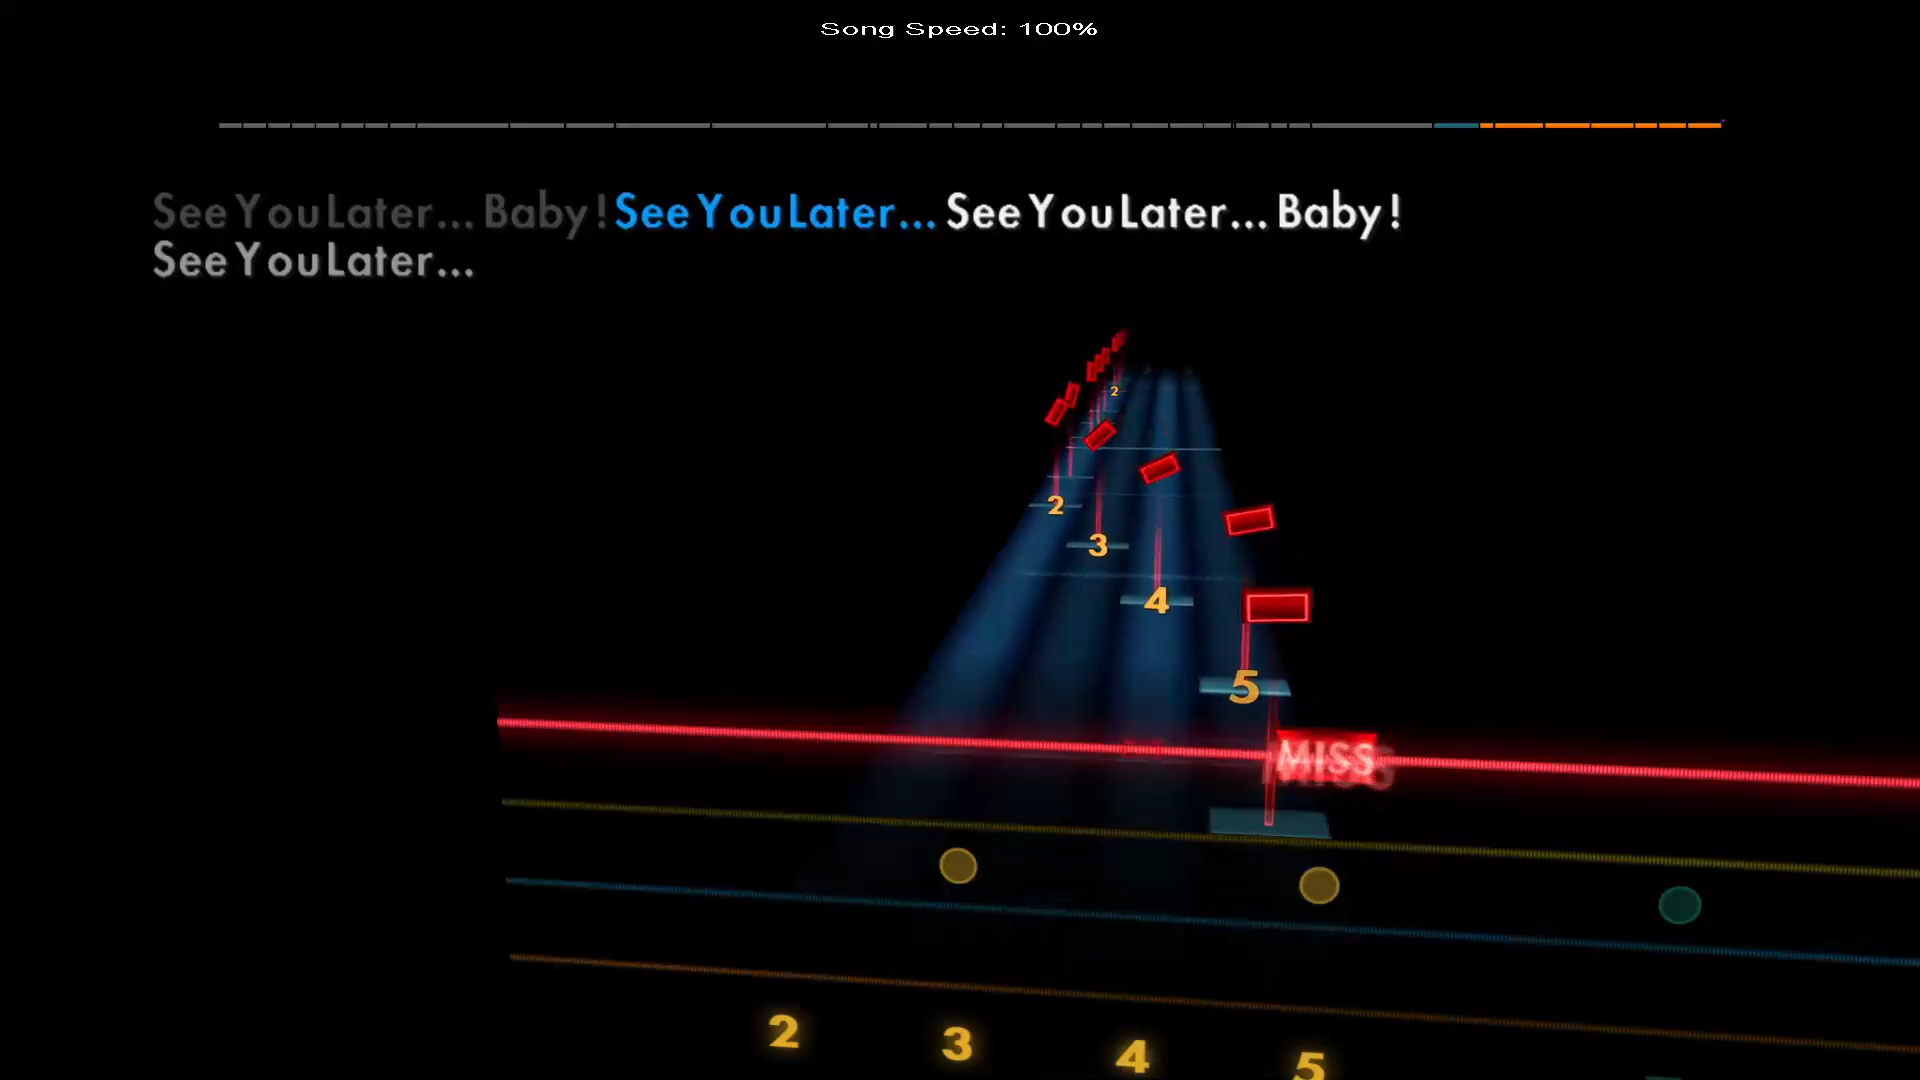 Song Speed: 100%
See You Later... Baby! See You Later... See You Later... Baby!
See You Later...
2
2
3
4
5
MISS
2 3 4 5